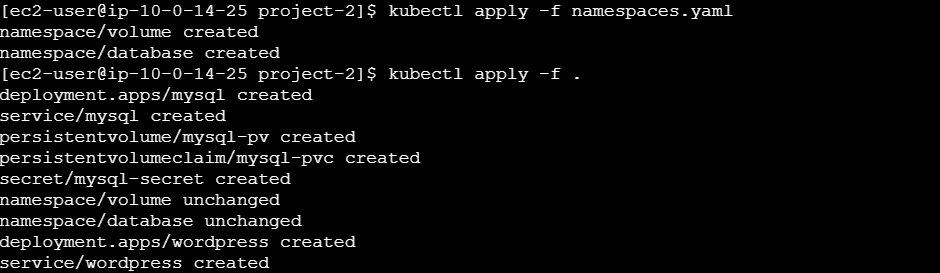 [ec2-user@ip-10-0-14-25 project-2]$ kubectl apply -f namespaces.yaml
namespace/volume created
namespace/database created
[ec2-user@ip-10-0-14-25 project-2]$ kubectl apply -f .
deployment.apps/mysql created
service/mysql created
persistentvolume/mysql-pv created
persistentvolumeclaim/mysql-pvc created
secret/mysql-secret created
namespace/volume unchanged
namespace/database unchanged
deployment.apps/wordpress created
service/wordpress created